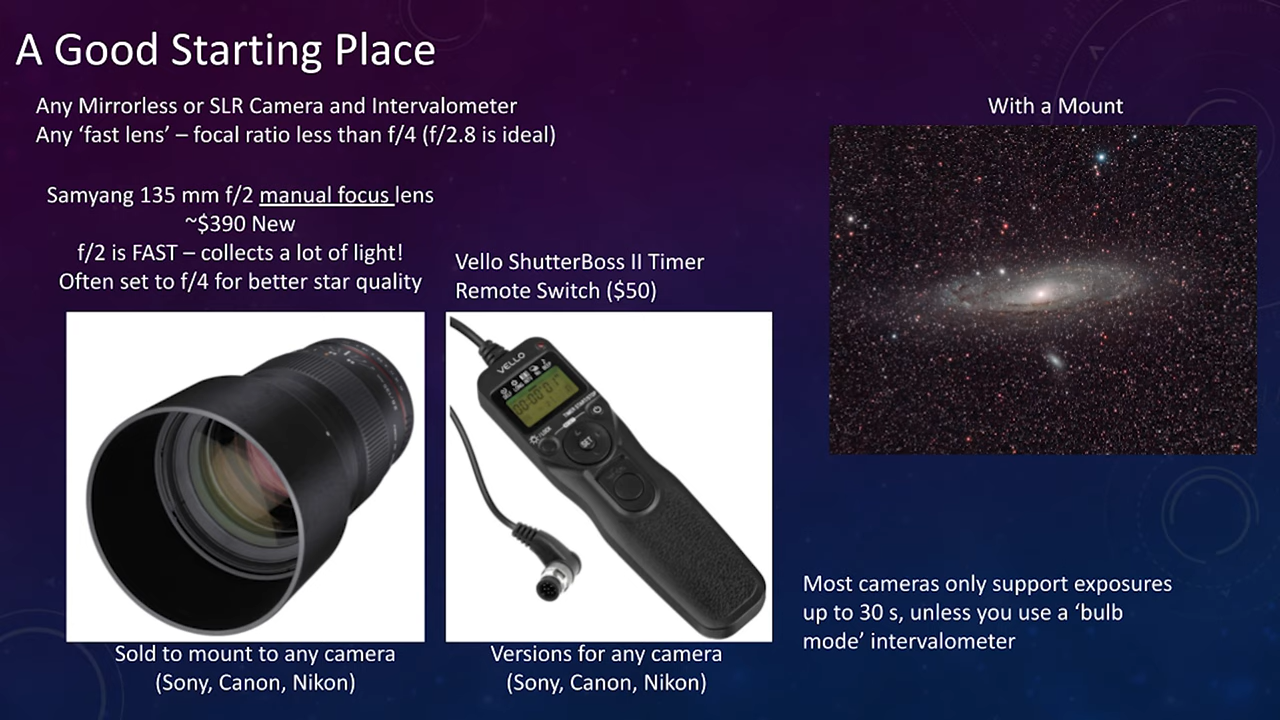 A Good Starting Place
Any Mirrorless or SLR Camera and Intervalometer
Any ‘fast lens’ – focal ratio less than f/4 (f/2.8 is ideal)
Samyang 135 mm f/2 manual focus lens
~$390 New
f/2 is FAST – collects a lot of light!
Often set to f/4 for better star quality
Sold to mount to any camera
(Sony, Canon, Nikon)
Vello ShutterBoss II Timer
Remote Switch ($50)
VELLO
TIMER START/STOP
SET
Versions for any camera
(Sony, Canon, Nikon)
With a Mount
Most cameras only support exposures
up to 30 s, unless you use a ‘bulb
mode’ intervalometer